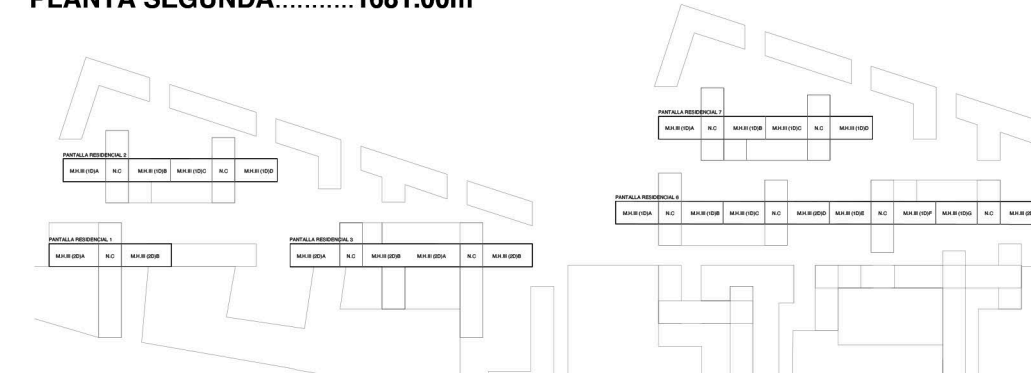 PLANTA SEGUNDA...........1681.00m
PANTALLA RESIDENCIAL 2
M.H.III (1D)A N.C M.H.III (1D)B M.H.III (1D)C N.C M.H.III (1D)D
PANTALLA RESIDENCIAL 1
M.H.III (2D)A N.C M.H.III (2D)B
PANTALLA RESIDENCIAL 3
M.H.III (2D)A N.C M.H.III (2D)B M.H.III (2D)A N.C M.H.III (2D)B
PANTALLA RESIDENCIAL 7
M.H.III (1D)A N.C M.H.III (1D)B M.H.III (1D)C N.C M.H.III (1D)D
PANTALLA RESIDENCIAL 6
M.H.III (1D)A N.C M.H.III (1D)B M.H.III (1D)C N.C M.H.III (2D)D M.H.III (1D)E N.C M.H.III (1D)F M.H.III (1D)G N.C M.H.III (2D